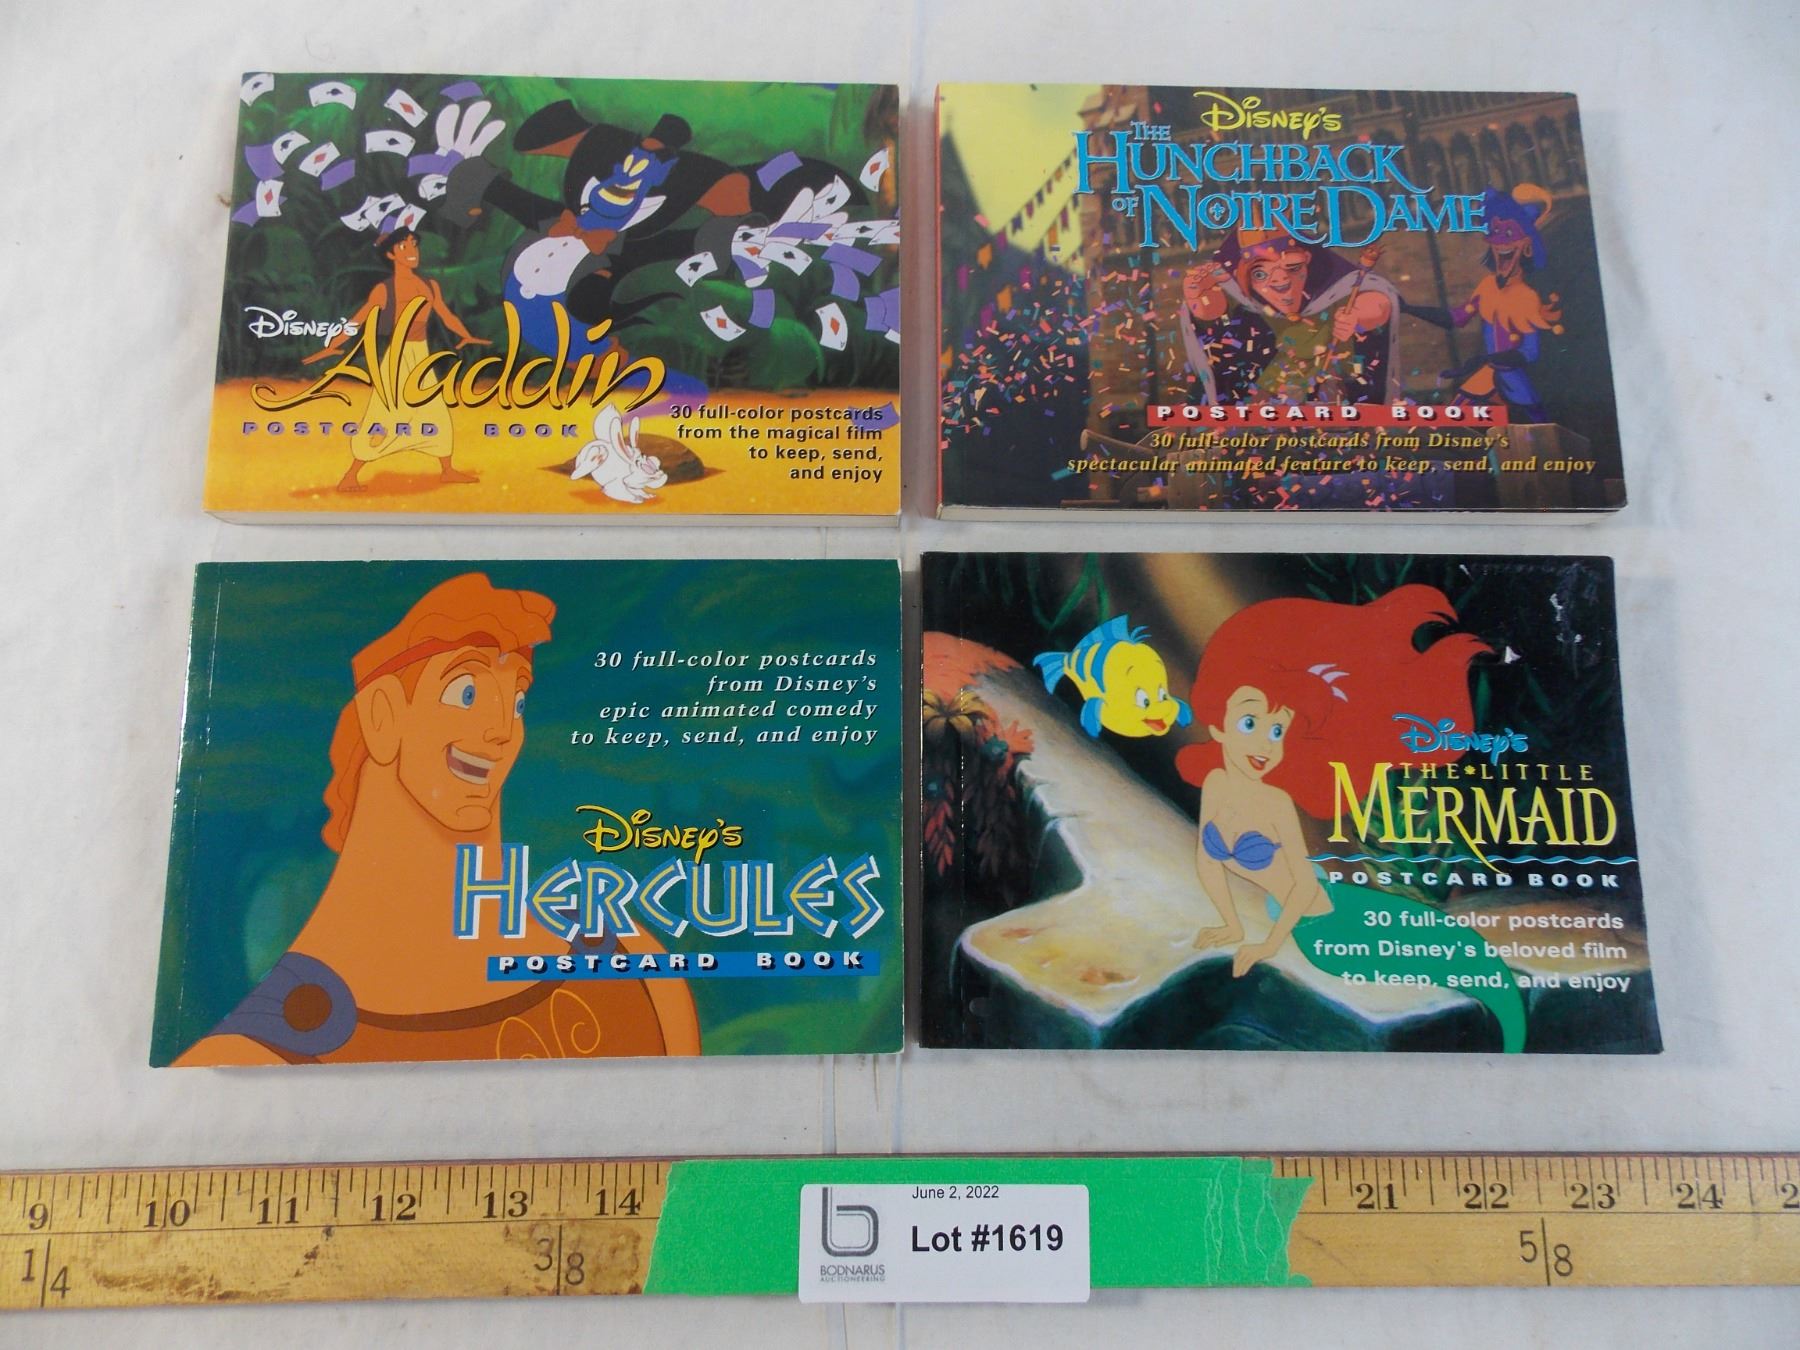 Disney's
Aladdin
POSTCARD BOOK
30 full-color postcards
from the magical film
to keep, send,
and enjoy
Disney's
THE
HUNCHBACK
OF NOTRE DAME
POSTCARD BOOK
30 full-color postcards from Disney's
spectacular animated feature to keep, send, and enjoy
30 full-color postcards
from Disney's
epic animated comedy
to keep, send, and enjoy
Disney's
HERCULES
POSTCARD BOOK
Disney's
THE LITTLE
MERMAID
POSTCARD BOOK
30 full-color postcards
from Disney's beloved film
to keep, send, and enjoy
9 10 11 12 13 14 21 22 23 24 2
1/4 3/8 5/8
June 2, 2022
Lot #1619
b
BODNARUS
AUCTIONEERING